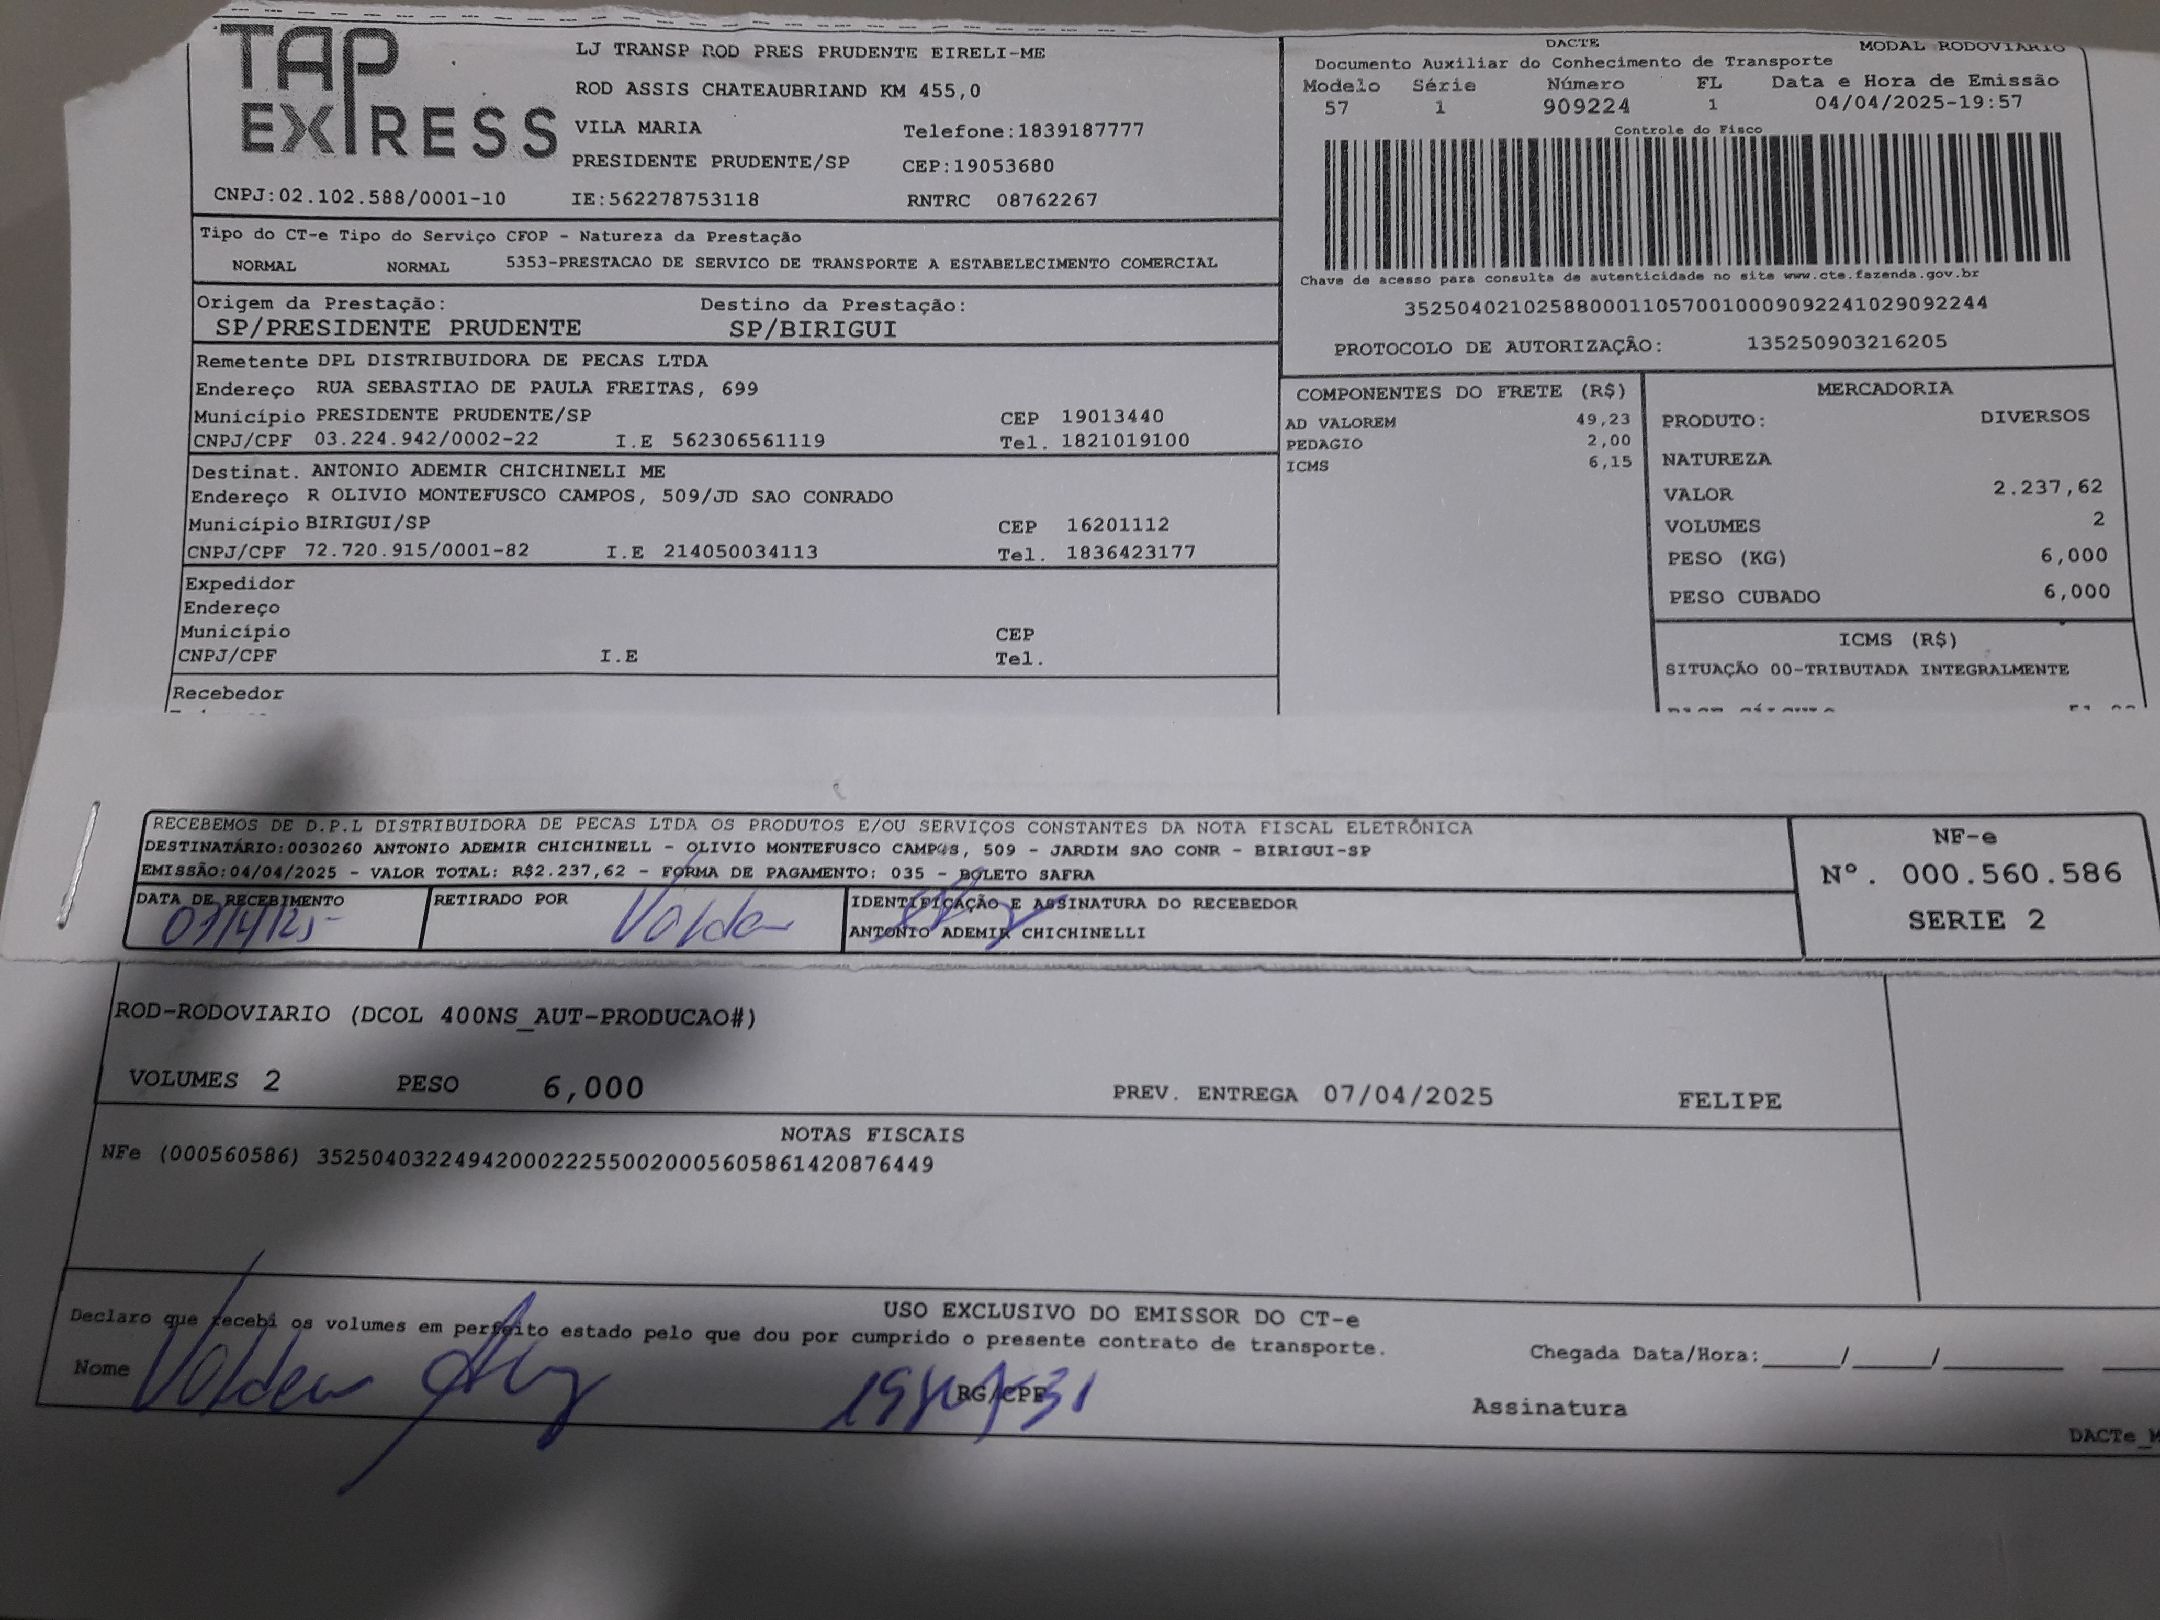 TAP EXPRESS
LJ TRANSP ROD PRES PRUDENTE EIRELI-ME
ROD ASSIS CHATEAUBRIAND KM 455,0
VILA MARIA Telefone:1839187777
PRESIDENTE PRUDENTE/SP CEP:19053680
CNPJ:02.102.588/0001-10 IE:562278753118 RNTRC 08762267
DACTE MODAL RODOVIARIO
Documento Auxiliar do Conhecimento de Transporte
Modelo Série Número FL Data e Hora de Emissão
57 1 909224 1 04/04/2025-19:57
Controle do Fisco
Chave de acesso para consulta de autenticidade no site www.cte.fazenda.gov.br
35250402102588000110570010009092241029092244
PROTOCOLO DE AUTORIZAÇÃO: 135250903216205
Tipo do CT-e Tipo do Serviço CFOP - Natureza da Prestação
NORMAL NORMAL 5353-PRESTACAO DE SERVICO DE TRANSPORTE A ESTABELECIMENTO COMERCIAL
Origem da Prestação: Destino da Prestação:
SP/PRESIDENTE PRUDENTE SP/BIRIGUI
Remetente DPL DISTRIBUIDORA DE PECAS LTDA
Endereço RUA SEBASTIAO DE PAULA FREITAS, 699
Município PRESIDENTE PRUDENTE/SP CEP 19013440
CNPJ/CPF 03.224.942/0002-22 I.E 562306561119 Tel. 1821019100
Destinat. ANTONIO ADEMIR CHICHINELI ME
Endereço R OLIVIO MONTEFUSCO CAMPOS, 509/JD SAO CONRADO
Município BIRIGUI/SP CEP 16201112
CNPJ/CPF 72.720.915/0001-82 I.E 214050034113 Tel. 1836423177
Expedidor
Endereço
Município CEP
CNPJ/CPF I.E Tel.
Recebedor
COMPONENTES DO FRETE (R$)
AD VALOREM 49,23
PEDAGIO 2,00
ICMS 6,15
MERCADORIA
PRODUTO: DIVERSOS
NATUREZA
VALOR 2.237,62
VOLUMES 2
PESO (KG) 6,000
PESO CUBADO 6,000
ICMS (R$)
SITUAÇÃO 00-TRIBUTADA INTEGRALMENTE
RECEBEMOS DE D.P.L DISTRIBUIDORA DE PECAS LTDA OS PRODUTOS E/OU SERVIÇOS CONSTANTES DA NOTA FISCAL ELETRÔNICA
DESTINATÁRIO:0030260 ANTONIO ADEMIR CHICHINELL - OLIVIO MONTEFUSCO CAMPOS, 509 - JARDIM SAO CONR - BIRIGUI-SP
EMISSÃO:04/04/2025 - VALOR TOTAL: R$2.237,62 - FORMA DE PAGAMENTO: 035 - BOLETO SAFRA
DATA DE RECEBIMENTO RETIRADO POR IDENTIFICAÇÃO E ASSINATURA DO RECEBEDOR
ANTONIO ADEMIR CHICHINELLI
NF-e
Nº. 000.560.586
SERIE 2
ROD-RODOVIARIO (DCOL 400NS_AUT-PRODUCAO#)
VOLUMES 2 PESO 6,000 PREV. ENTREGA 07/04/2025 FELIPE
NOTAS FISCAIS
NFe (000560586) 35250403224942000222550020005605861420876449
USO EXCLUSIVO DO EMISSOR DO CT-e
Declaro que recebi os volumes em perfeito estado pelo que dou por cumprido o presente contrato de transporte.
Chegada Data/Hora:_____/_____/_______
Nome RG/CPF Assinatura